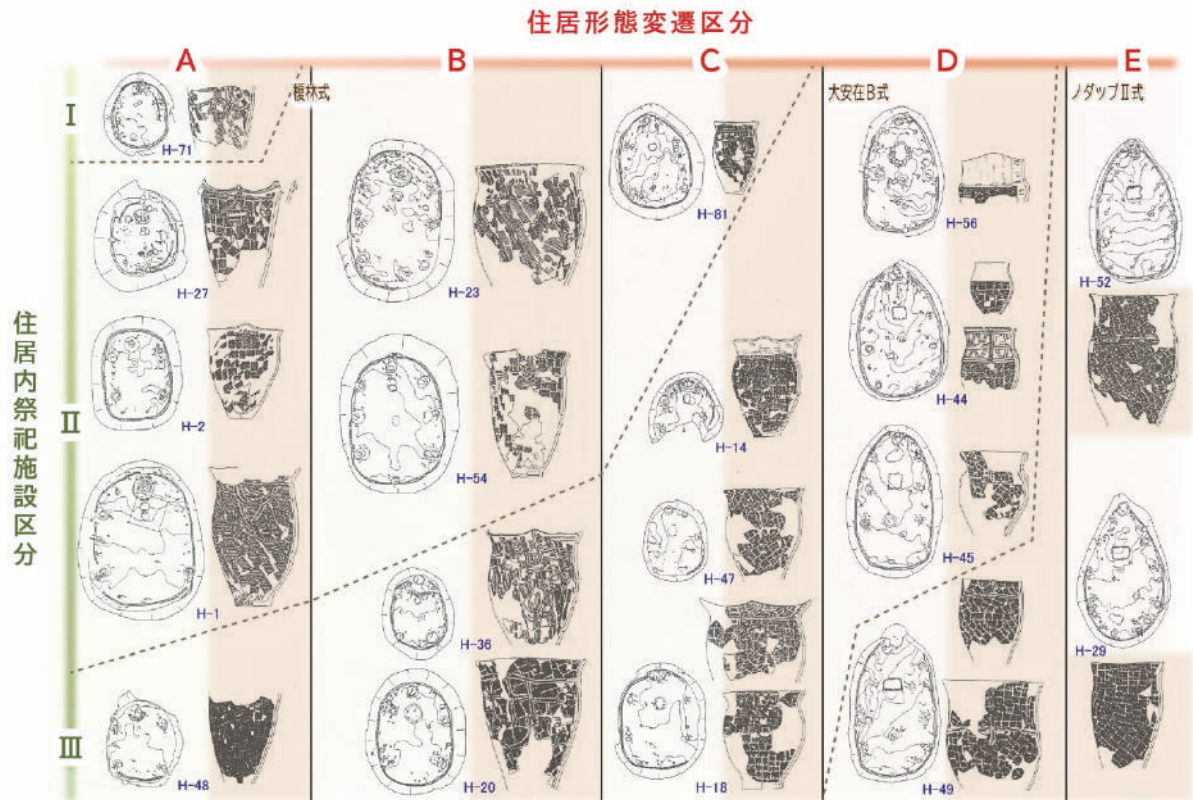 住居形態変遷区分
A
B
C
D
E
住居内祭祀施設区分
Ⅰ
Ⅱ
Ⅲ
榎林式
大安在B式
ノダップⅡ式
H-71
H-27
H-2
H-1
H-48
H-23
H-54
H-36
H-20
H-81
H-14
H-47
H-18
H-56
H-44
H-45
H-49
H-52
H-29